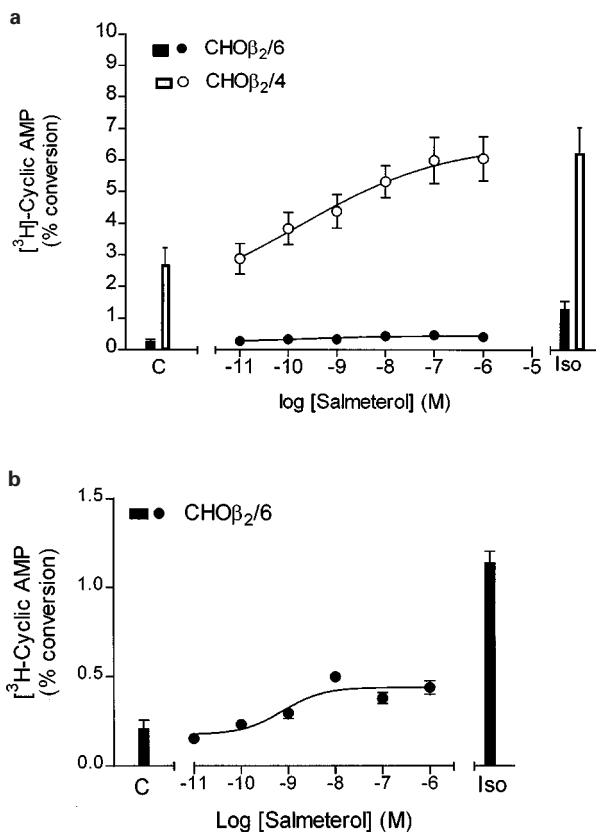 a
CHOβ₂/6
CHOβ₂/4
[³H]-Cyclic AMP
(% conversion)
10
9
8
7
6
5
4
3
2
1
0
C
-11 -10 -9 -8 -7 -6 -5
Iso
log [Salmeterol] (M)
b
CHOβ₂/6
[³H-Cyclic AMP
(% conversion)
1.5
1.0
0.5
0.0
C
-11 -10 -9 -8 -7 -6
Iso
Log [Salmeterol] (M)